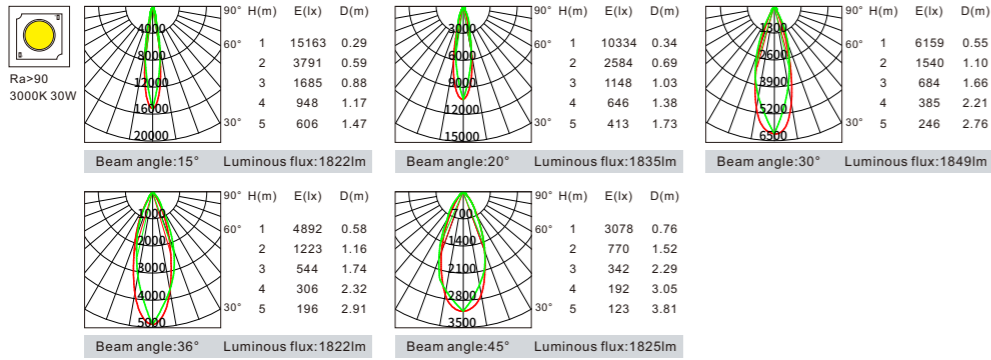 Ra>90
3000K 30W
4000
8000
12000
16000
20000
90° H(m) E(lx) D(m)
60° 1 15163 0.29
2 3791 0.59
3 1685 0.88
4 948 1.17
30° 5 606 1.47
Beam angle:15° Luminous flux:1822lm
3000
6000
9000
12000
15000
90° H(m) E(lx) D(m)
60° 1 10334 0.34
2 2584 0.69
3 1148 1.03
4 646 1.38
30° 5 413 1.73
Beam angle:20° Luminous flux:1835lm
1300
2600
3900
5200
6500
90° H(m) E(lx) D(m)
60° 1 6159 0.55
2 1540 1.10
3 684 1.66
4 385 2.21
30° 5 246 2.76
Beam angle:30° Luminous flux:1849lm
1000
2000
3000
4000
5000
90° H(m) E(lx) D(m)
60° 1 4892 0.58
2 1223 1.16
3 544 1.74
4 306 2.32
30° 5 196 2.91
Beam angle:36° Luminous flux:1822lm
700
1400
2100
2800
3500
90° H(m) E(lx) D(m)
60° 1 3078 0.76
2 770 1.52
3 342 2.29
4 192 3.05
30° 5 123 3.81
Beam angle:45° Luminous flux:1825lm